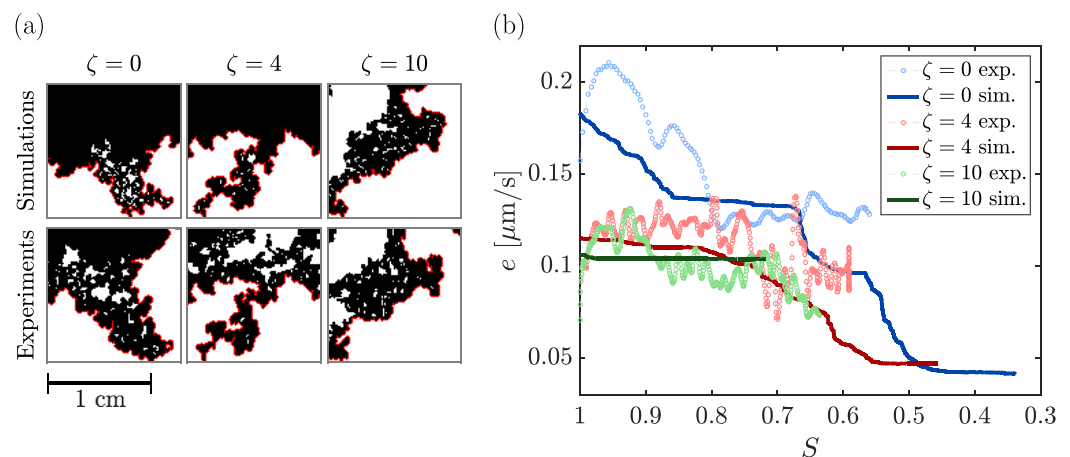 (a)
ζ = 0 ζ = 4 ζ = 10
Simulations
Experiments
1 cm
(b)
0.2
0.15
0.1
0.05
e [μm/s]
1 0.9 0.8 0.7 0.6 0.5 0.4 0.3
S
ζ = 0 exp.
ζ = 0 sim.
ζ = 4 exp.
ζ = 4 sim.
ζ = 10 exp.
ζ = 10 sim.